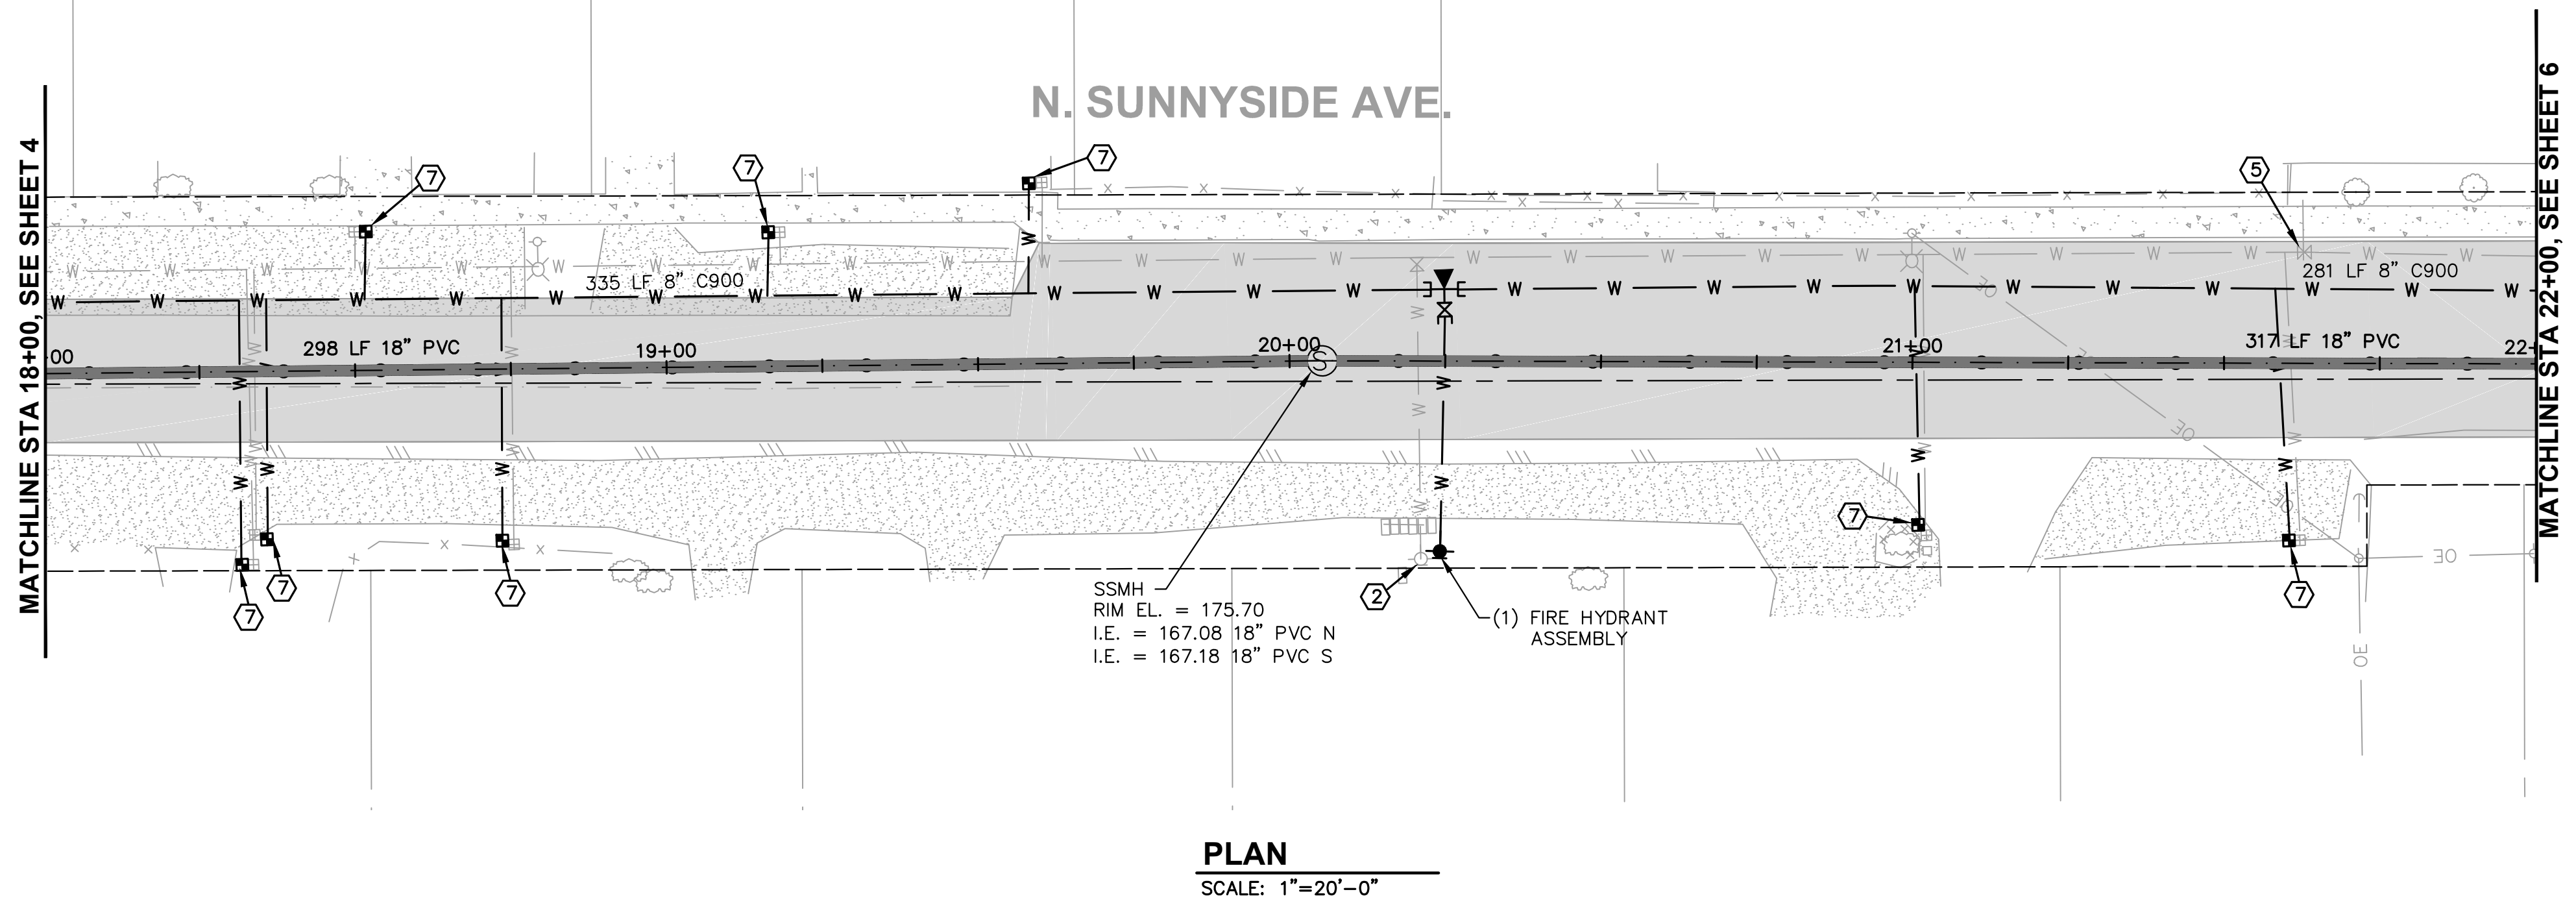 N. SUNNYSIDE AVE.
MATCHLINE STA 18+00, SEE SHEET 4
MATCHLINE STA 22+00, SEE SHEET 6
7
7
7
5
W W W W W W W W W W W W W W W W W W W W W W W
335 LF 8” C900
281 LF 8” C900
W W W W W W W W W W W W W W W W W W W W W W W W
OE
+00
298 LF 18” PVC
19+00
20+00
S
21+00
317 LF 18” PVC
22+
OE
OE
OE
OE
OE
7
7
7
7
7
2
SSMH
RIM EL. = 175.70
I.E. = 167.08 18” PVC N
I.E. = 167.18 18” PVC S
(1) FIRE HYDRANT
ASSEMBLY
PLAN
SCALE: 1”=20’-0”